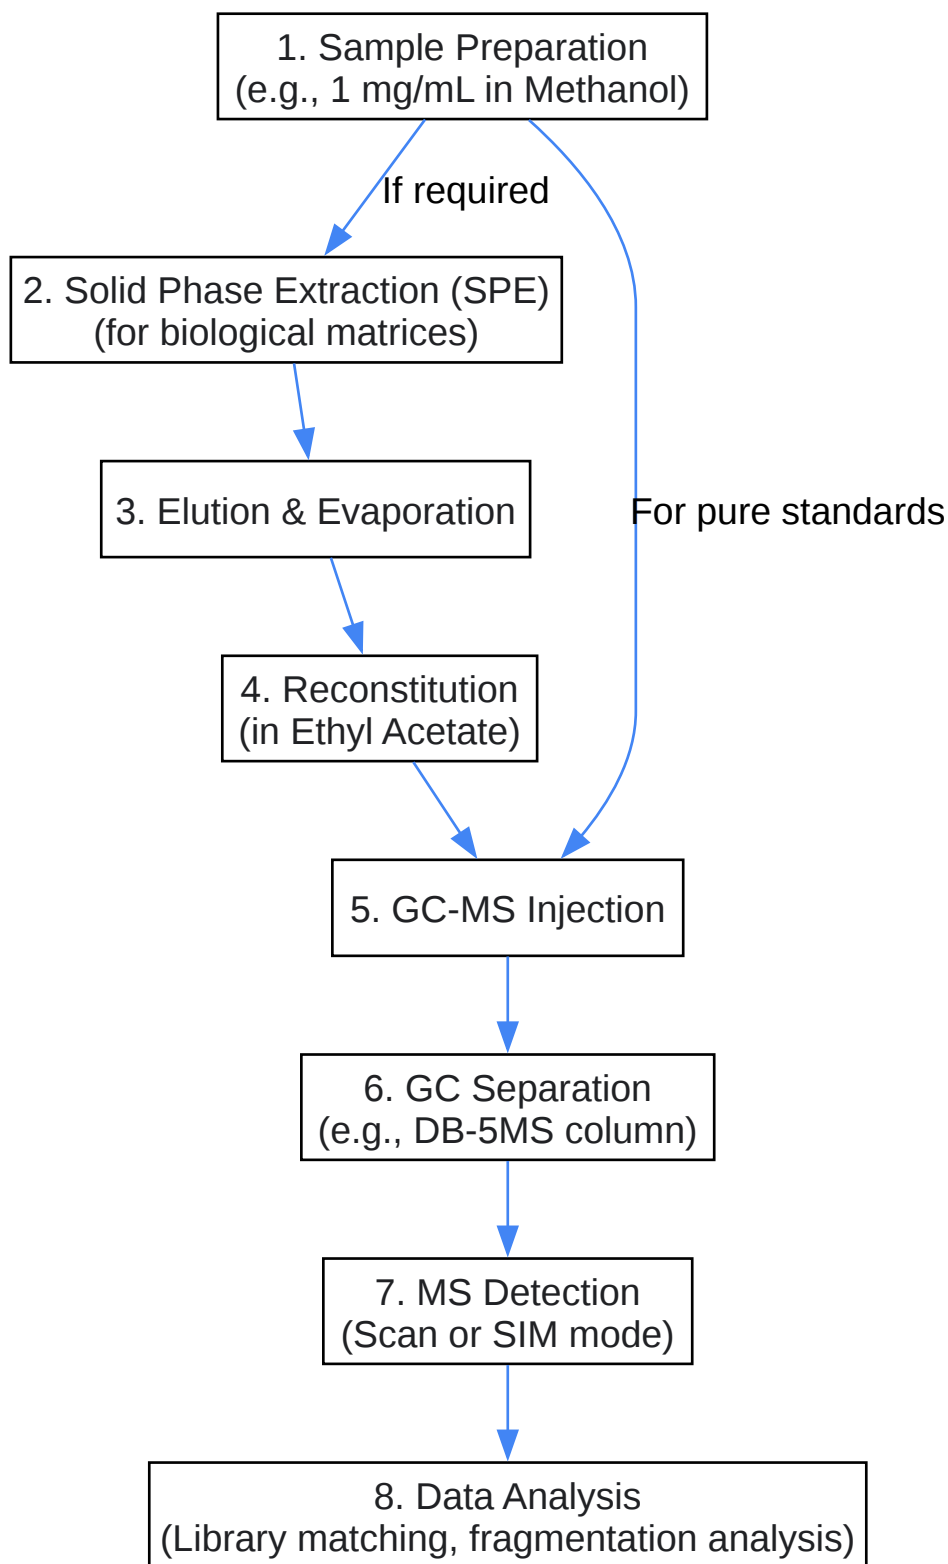 1. Sample Preparation
(e.g., 1 mg/mL in Methanol)
If required
2. Solid Phase Extraction (SPE)
(for biological matrices)
3. Elution & Evaporation
For pure standards
4. Reconstitution
(in Ethyl Acetate)
5. GC-MS Injection
6. GC Separation
(e.g., DB-5MS column)
7. MS Detection
(Scan or SIM mode)
8. Data Analysis
(Library matching, fragmentation analysis)